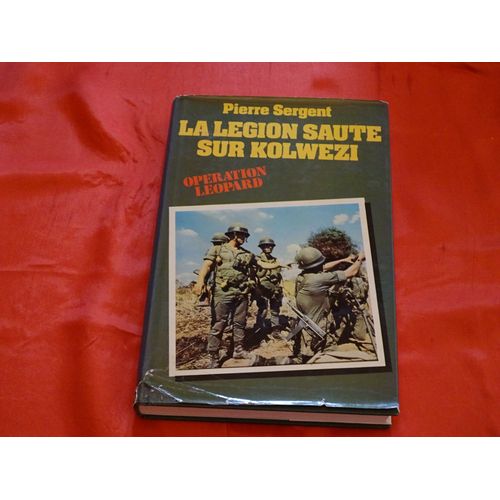 Pierre Sergent
LA LEGION SAUTE
SUR KOLWEZI
OPERATION
LEOPARD